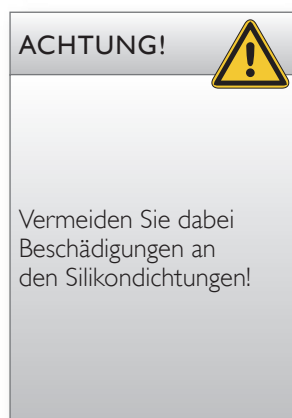 ACHTUNG!
Vermeiden Sie dabei
Beschädigungen an
den Silikondichtungen!